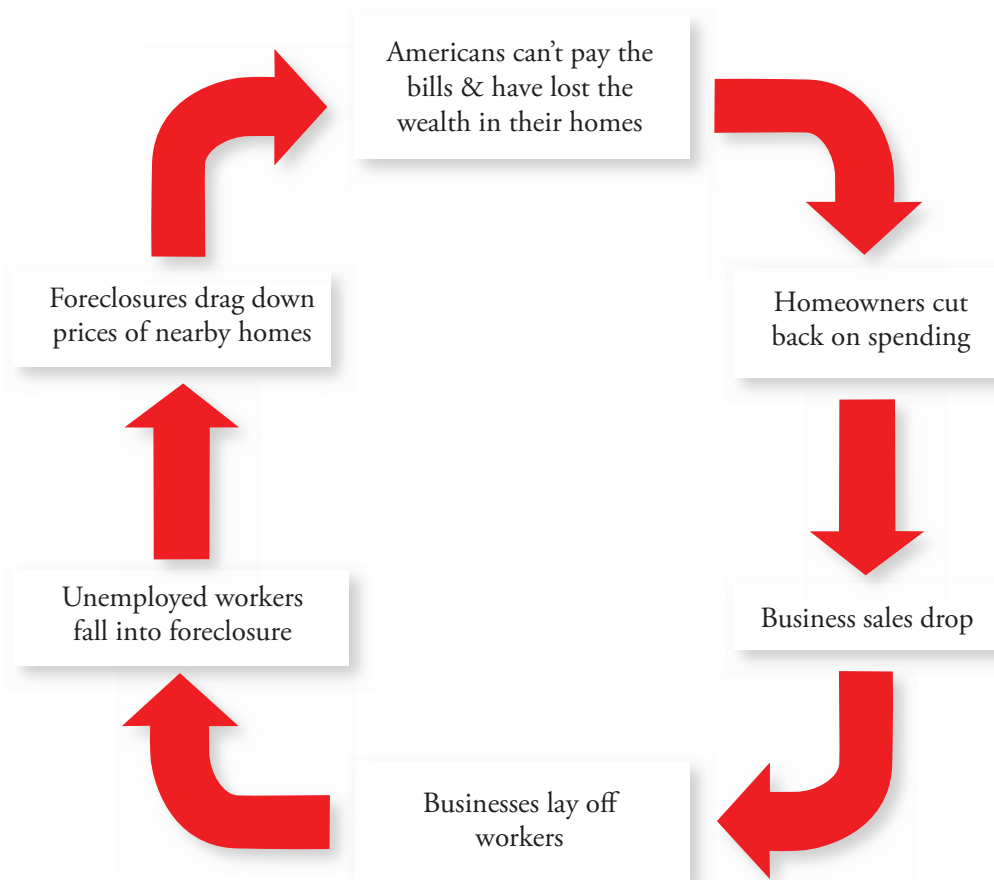 Americans can’t pay the
bills & have lost the
wealth in their homes
Homeowners cut
back on spending
Business sales drop
Businesses lay off
workers
Unemployed workers
fall into foreclosure
Foreclosures drag down
prices of nearby homes